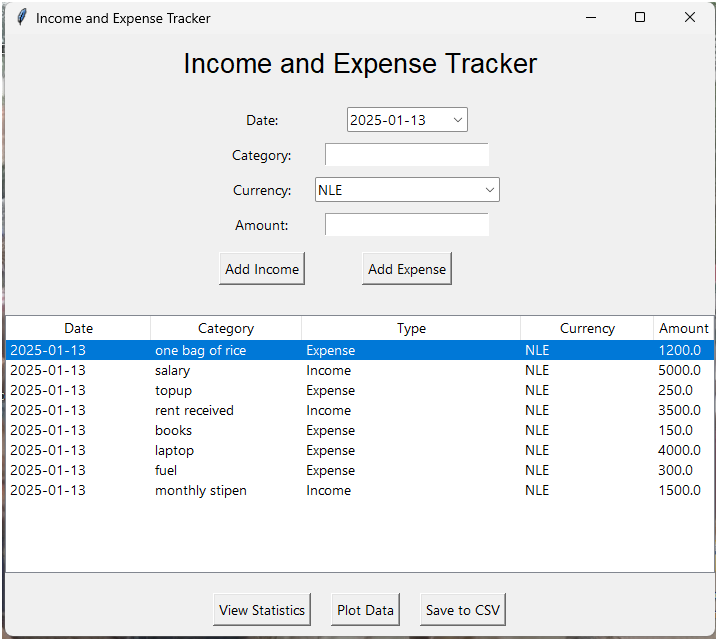 Income and Expense Tracker
Income and Expense Tracker
Date: 2025-01-13
Category:
Currency: NLE
Amount:
Add Income Add Expense
Date Category Type Currency Amount
2025-01-13 one bag of rice Expense NLE 1200.0
2025-01-13 salary Income NLE 5000.0
2025-01-13 topup Expense NLE 250.0
2025-01-13 rent received Income NLE 3500.0
2025-01-13 books Expense NLE 150.0
2025-01-13 laptop Expense NLE 4000.0
2025-01-13 fuel Expense NLE 300.0
2025-01-13 monthly stipen Income NLE 1500.0
View Statistics Plot Data Save to CSV